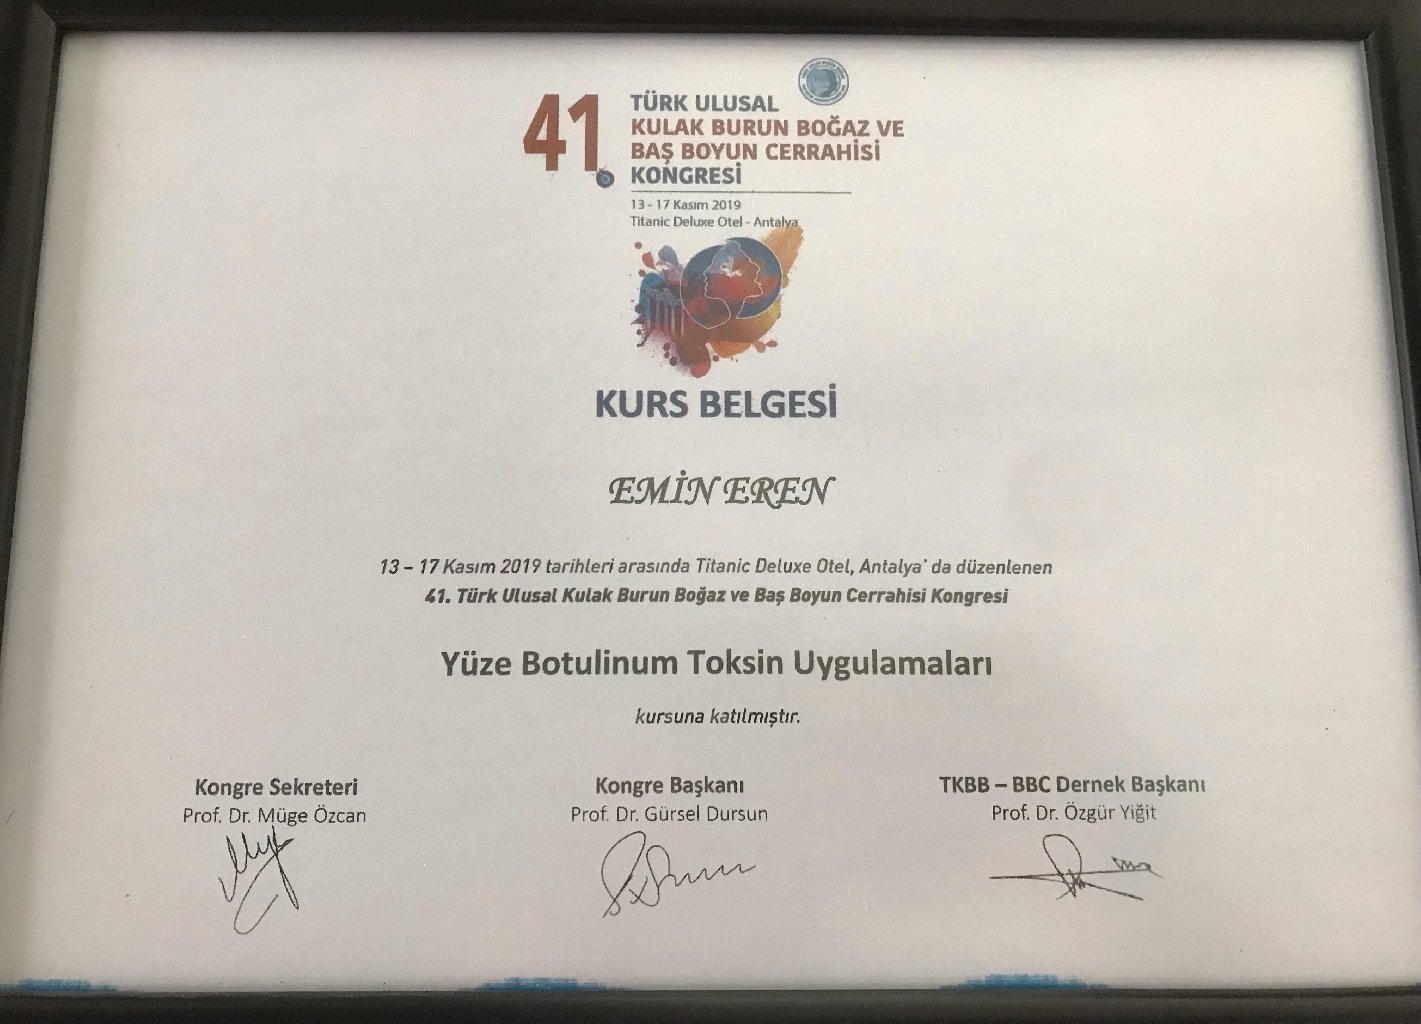 41.
TÜRK ULUSAL
KULAK BURUN BOĞAZ VE
BAŞ BOYUN CERRAHİSİ
KONGRESİ
13 - 17 Kasım 2019
Titanic Deluxe Otel - Antalya
KURS BELGESİ
EMİN EREN
13 – 17 Kasım 2019 tarihleri arasında Titanic Deluxe Otel, Antalya' da düzenlenen
41. Türk Ulusal Kulak Burun Boğaz ve Baş Boyun Cerrahisi Kongresi
Yüze Botulinum Toksin Uygulamaları
kursuna katılmıştır.
Kongre Sekreteri
Prof. Dr. Müge Özcan
Kongre Başkanı
Prof. Dr. Gürsel Dursun
TKBB – BBC Dernek Başkanı
Prof. Dr. Özgür Yiğit